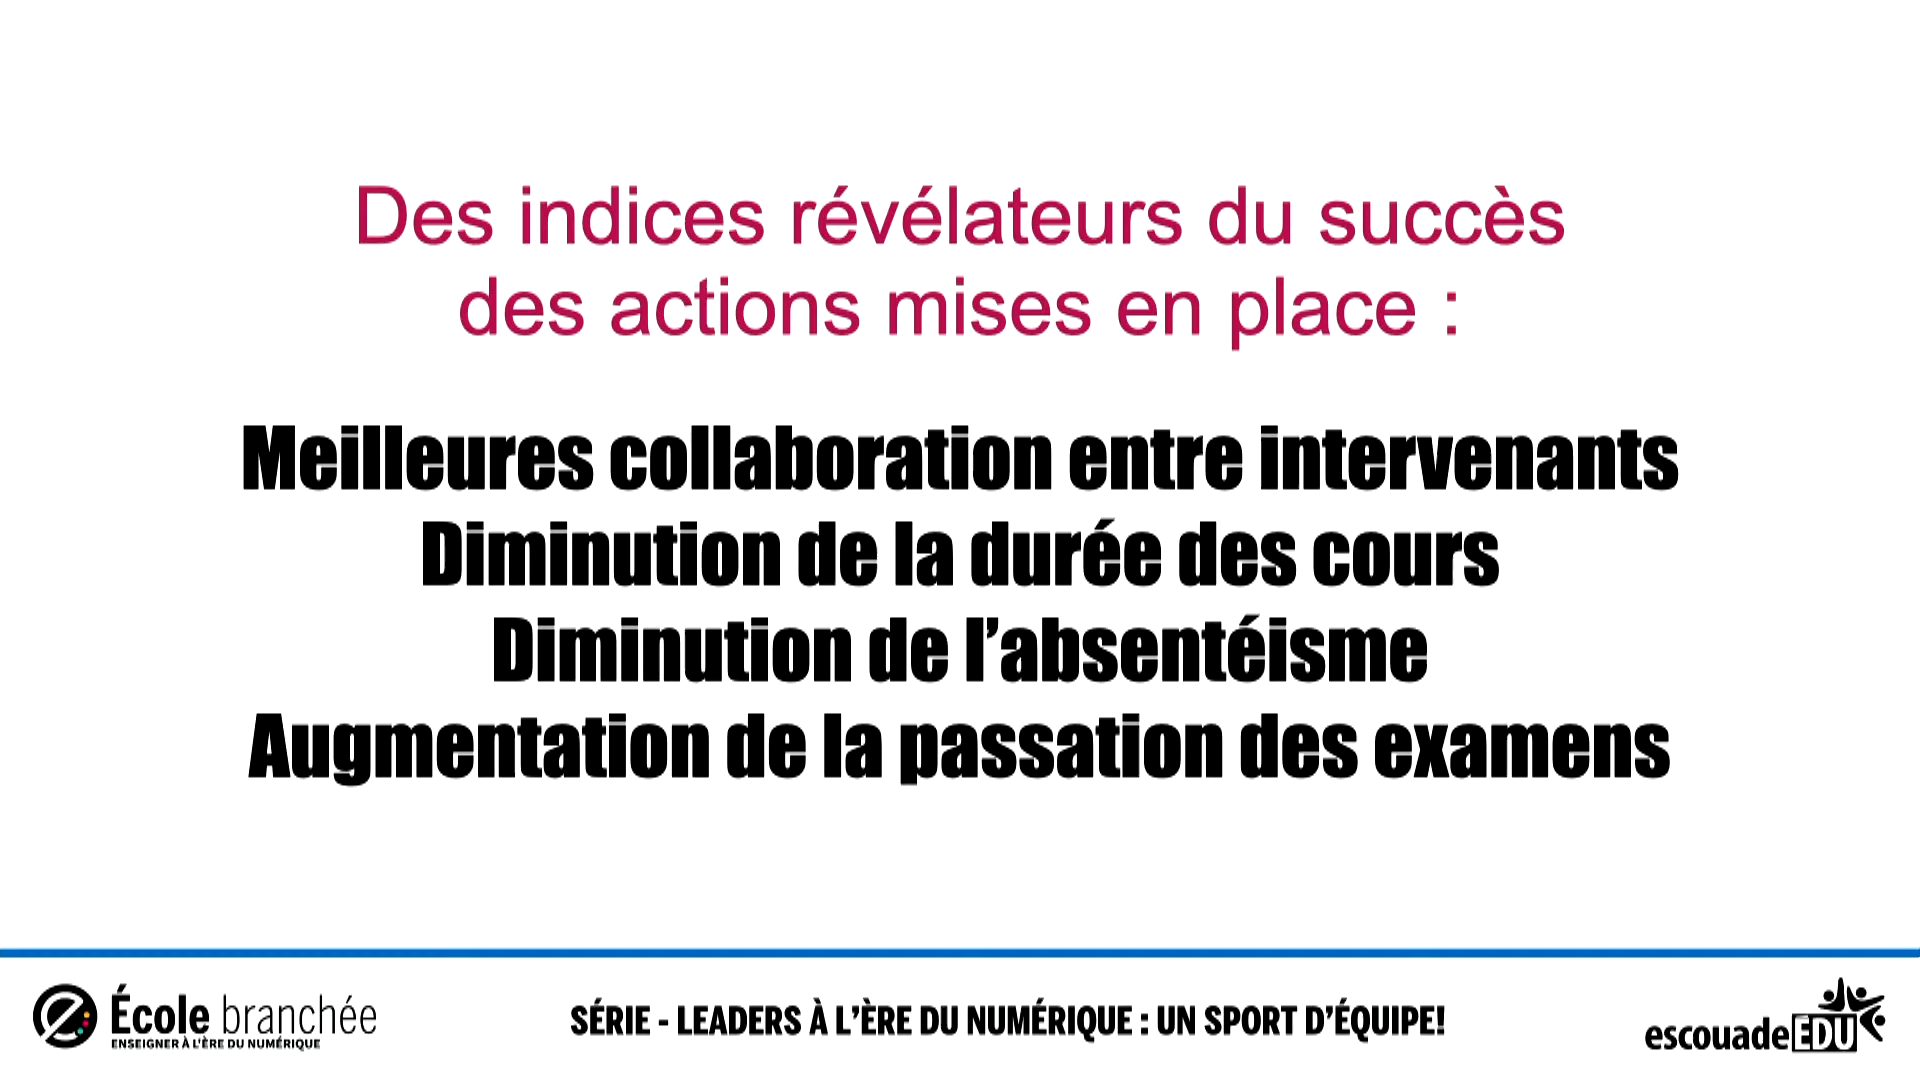 Des indices révélateurs du succès
des actions mises en place :
Meilleures collaboration entre intervenants
Diminution de la durée des cours
Diminution de l’absentéisme
Augmentation de la passation des examens
École branchée
ENSEIGNER À L'ÈRE DU NUMÉRIQUE
SÉRIE - LEADERS À L’ÈRE DU NUMÉRIQUE : UN SPORT D’ÉQUIPE!
escouadeEDU